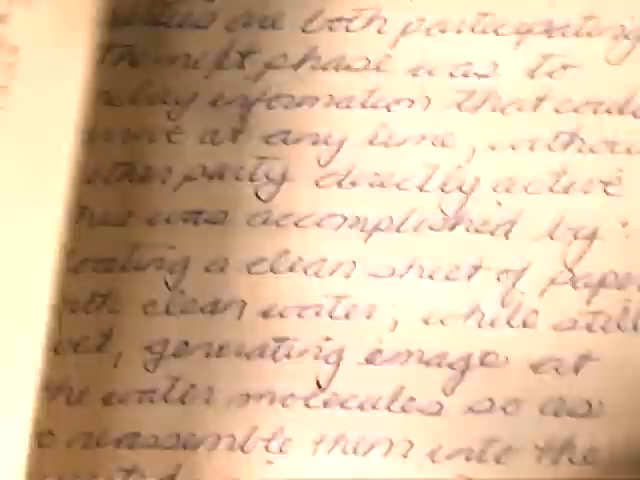 are both participating
The next phase was to
relay information that could
at any time, without
either party directly active
This was accomplished by:
coating a clean sheet of paper
with clean water, while still
wet, generating image at
the water molecules so as
to reassemble them into the